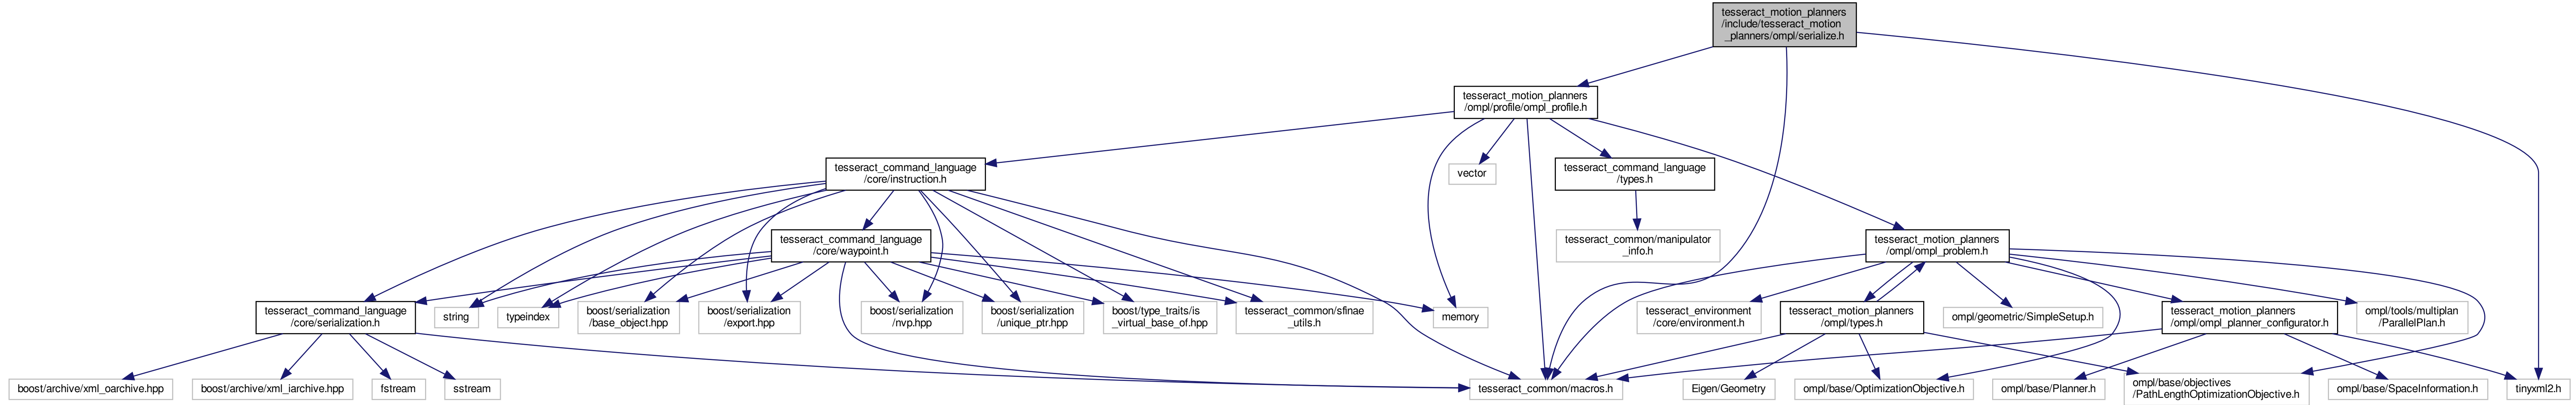 tesseract_motion_planners
/include/tesseract_motion
_planners/ompl/serialize.h
tesseract_motion_planners
/ompl/profile/ompl_profile.h
tesseract_command_language
/core/instruction.h
vector
tesseract_command_language
/types.h
tesseract_command_language
/core/waypoint.h
tesseract_common/manipulator
_info.h
tesseract_motion_planners
/ompl/ompl_problem.h
tesseract_command_language
/core/serialization.h
string
typeindex
boost/serialization
/base_object.hpp
boost/serialization
/export.hpp
boost/serialization
/nvp.hpp
boost/serialization
/unique_ptr.hpp
boost/type_traits/is
_virtual_base_of.hpp
tesseract_common/sfinae
_utils.h
memory
tesseract_environment
/core/environment.h
tesseract_motion_planners
/ompl/types.h
ompl/geometric/SimpleSetup.h
tesseract_motion_planners
/ompl/ompl_planner_configurator.h
ompl/tools/multiplan
/ParallelPlan.h
boost/archive/xml_oarchive.hpp
boost/archive/xml_iarchive.hpp
fstream
sstream
tesseract_common/macros.h
Eigen/Geometry
ompl/base/OptimizationObjective.h
ompl/base/Planner.h
ompl/base/objectives
/PathLengthOptimizationObjective.h
ompl/base/SpaceInformation.h
tinyxml2.h